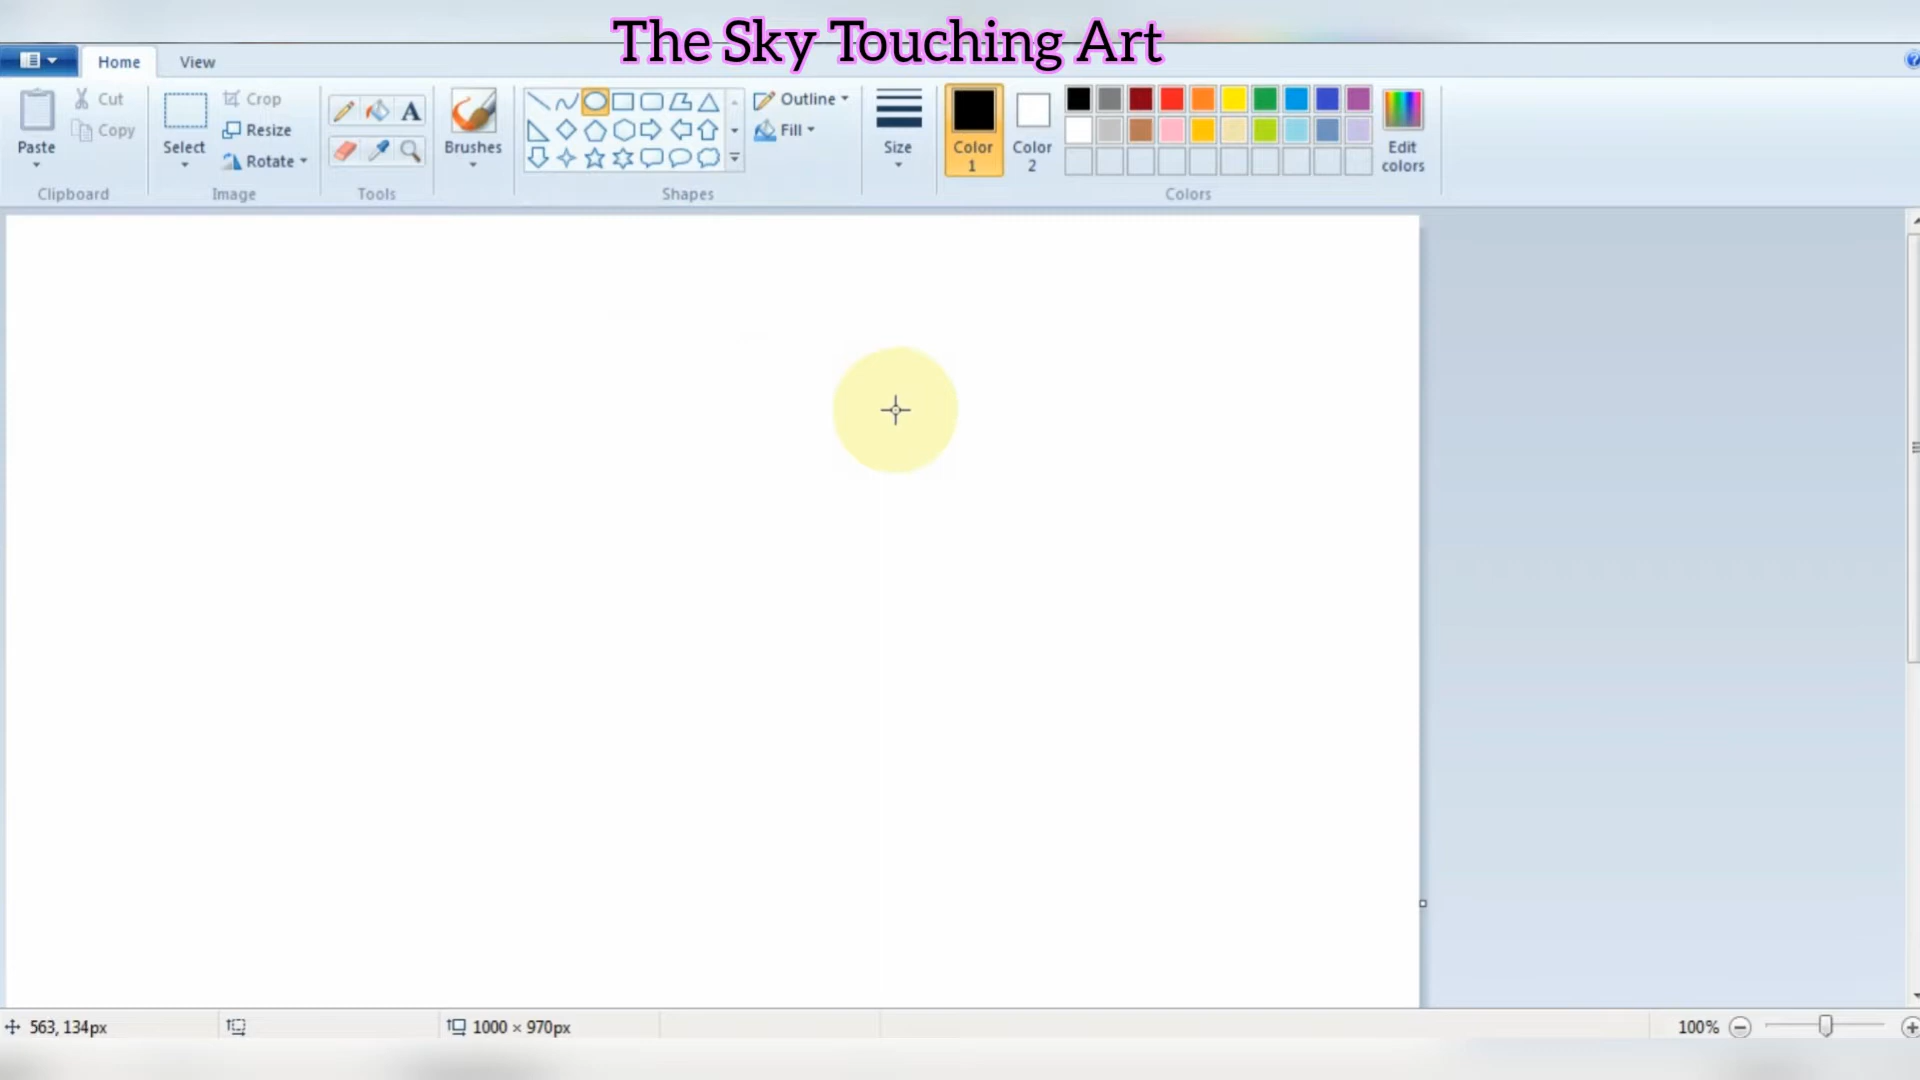 The Sky Touching Art
Home View
Paste
Cut
Copy
Clipboard
Select
Crop
Resize
Rotate
Image
A
Tools
Brushes
Outline
Fill
Shapes
Size
Color 1
Color 2
Edit colors
Colors
563, 134px
1000 × 970px
100%